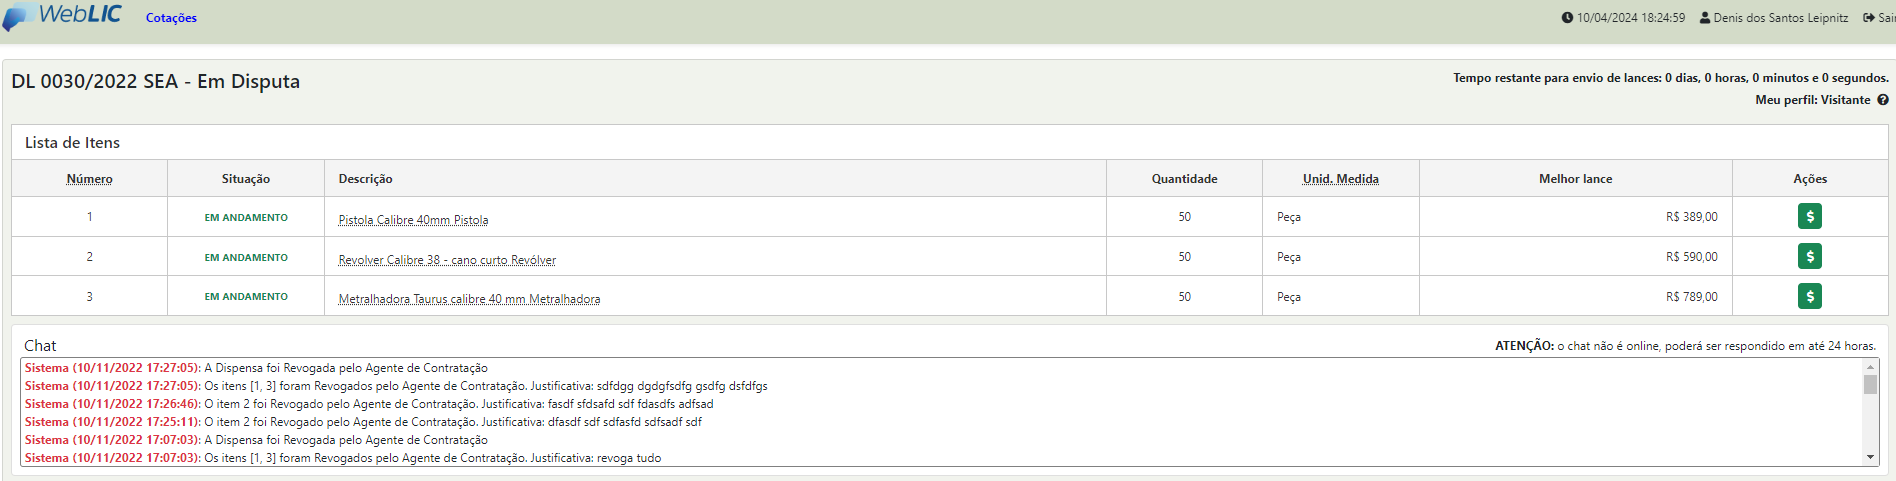 WebLIC Cotações 10/04/2024 18:24:59 Denis dos Santos Leipnitz Sair
DL 0030/2022 SEA - Em Disputa
Tempo restante para envio de lances: 0 dias, 0 horas, 0 minutos e 0 segundos.
Meu perfil: Visitante
Lista de Itens
Número Situação Descrição Quantidade Unid. Medida Melhor lance Ações
1 EM ANDAMENTO Pistola Calibre 40mm Pistola 50 Peça R$ 389,00 $
2 EM ANDAMENTO Revolver Calibre 38 - cano curto Revólver 50 Peça R$ 590,00 $
3 EM ANDAMENTO Metralhadora Taurus calibre 40 mm Metralhadora 50 Peça R$ 789,00 $
Chat ATENÇÃO: o chat não é online, poderá ser respondido em até 24 horas.
Sistema (10/11/2022 17:27:05): A Dispensa foi Revogada pelo Agente de Contratação
Sistema (10/11/2022 17:27:05): Os itens [1, 3] foram Revogados pelo Agente de Contratação. Justificativa: sdfdgg dgdgfsdfg gsdfg dsfdfgs
Sistema (10/11/2022 17:26:46): O item 2 foi Revogado pelo Agente de Contratação. Justificativa: fasdf sfdsafd sdf fdasdfs adfsad
Sistema (10/11/2022 17:25:11): O item 2 foi Revogado pelo Agente de Contratação. Justificativa: dfasdf sdf sdfasfd sdfsadf sdf
Sistema (10/11/2022 17:07:03): A Dispensa foi Revogada pelo Agente de Contratação
Sistema (10/11/2022 17:07:03): Os itens [1, 3] foram Revogados pelo Agente de Contratação. Justificativa: revoga tudo